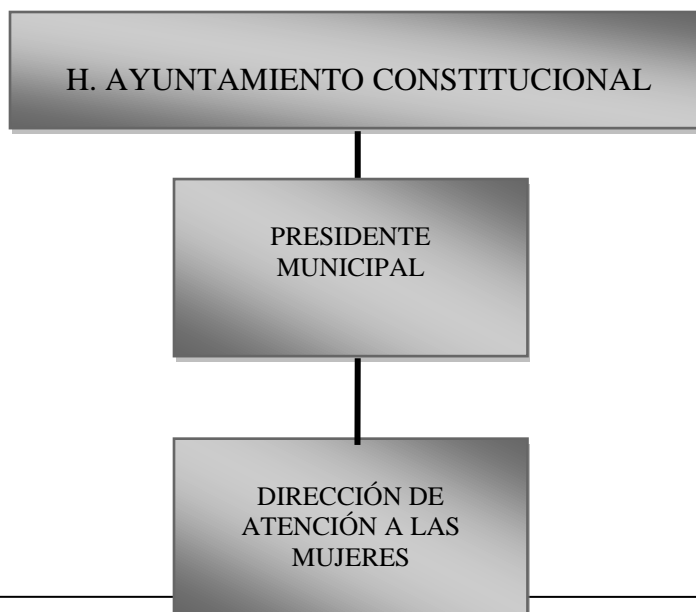 H. AYUNTAMIENTO CONSTITUCIONAL
PRESIDENTE
MUNICIPAL
DIRECCIÓN DE
ATENCIÓN A LAS
MUJERES